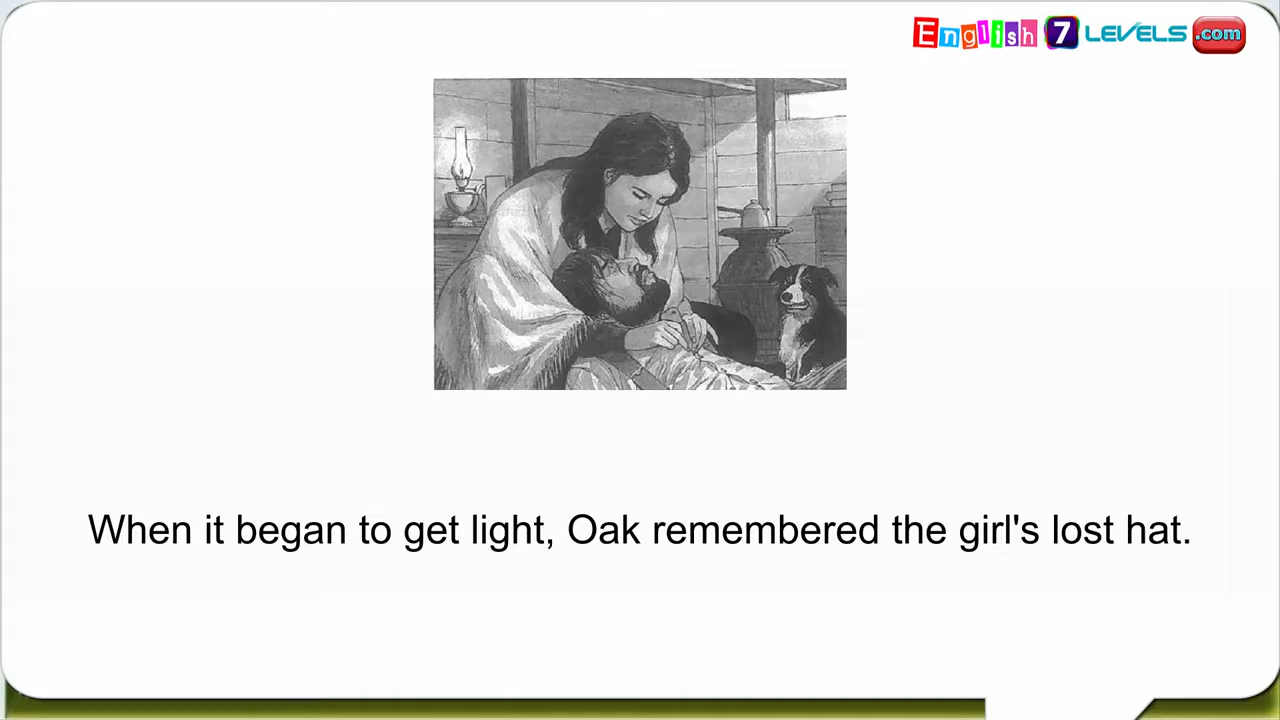 English 7 LEVELS .com
When it began to get light, Oak remembered the girl's lost hat.